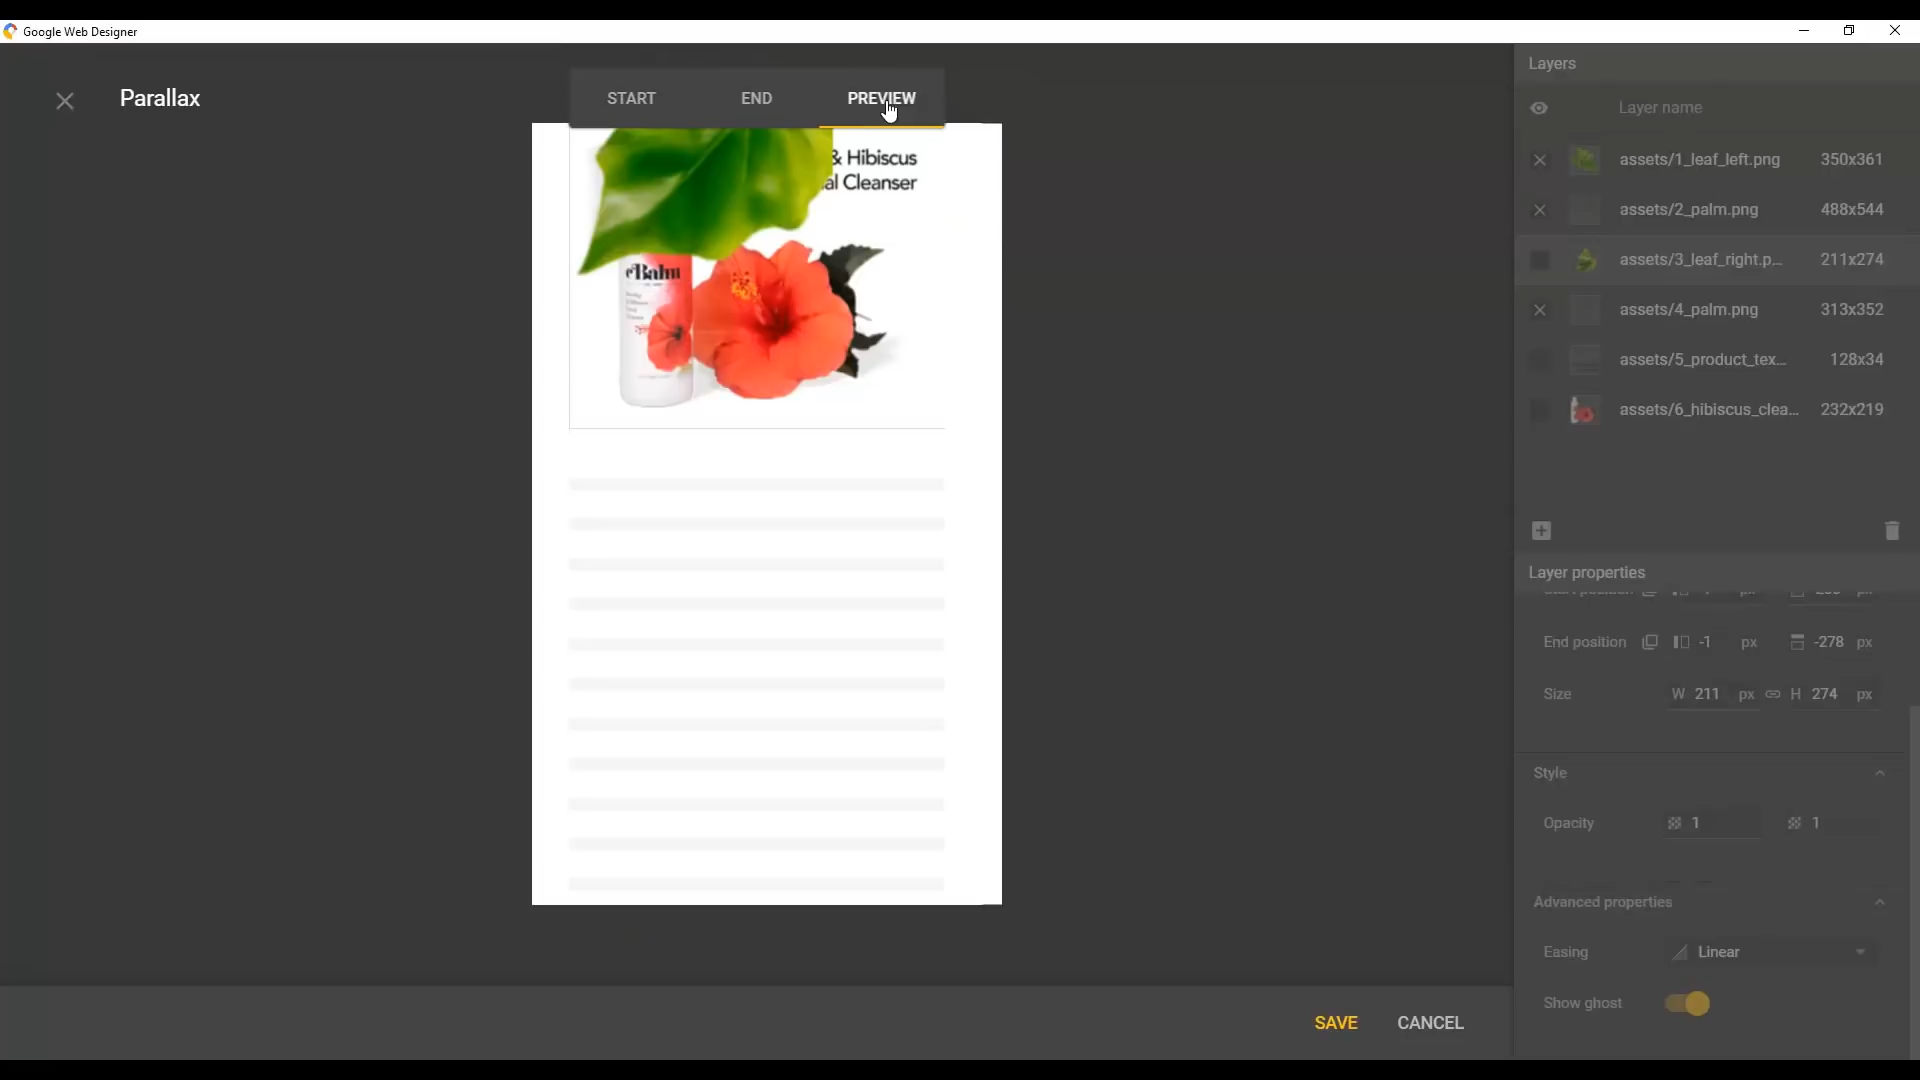 Google Web Designer
Parallax
START
END
PREVIEW
& Hibiscus
al Cleanser
eBalm
Layers
Layer name
assets/1_leaf_left.png 350x361
assets/2_palm.png 488x544
assets/3_leaf_right.p... 211x274
assets/4_palm.png 313x352
assets/5_product_tex... 128x34
assets/6_hibiscus_clea... 232x219
Layer properties
End position -1 px -278 px
Size W 211 px H 274 px
Style
Opacity 1 1
Advanced properties
Easing Linear
Show ghost
SAVE
CANCEL